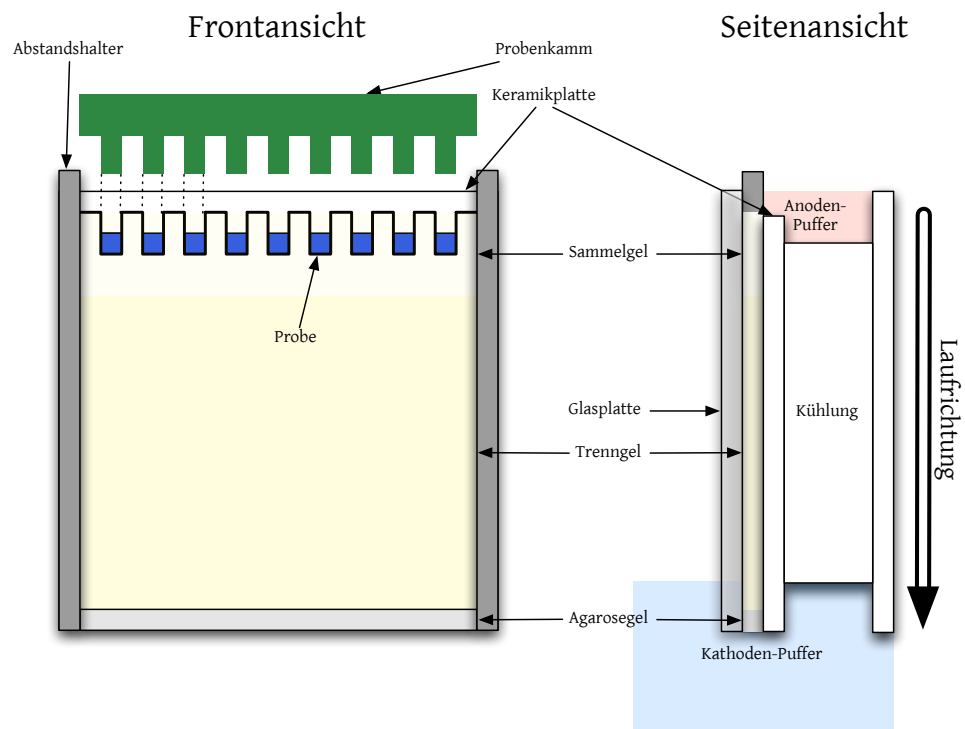 Frontansicht
Seitenansicht
Abstandshalter
Probenkamm
Keramikplatte
Anoden-
Puffer
Sammelgel
Probe
Glasplatte
Kühlung
Trenngel
Laufrichtung
Agarosegel
Kathoden-Puffer